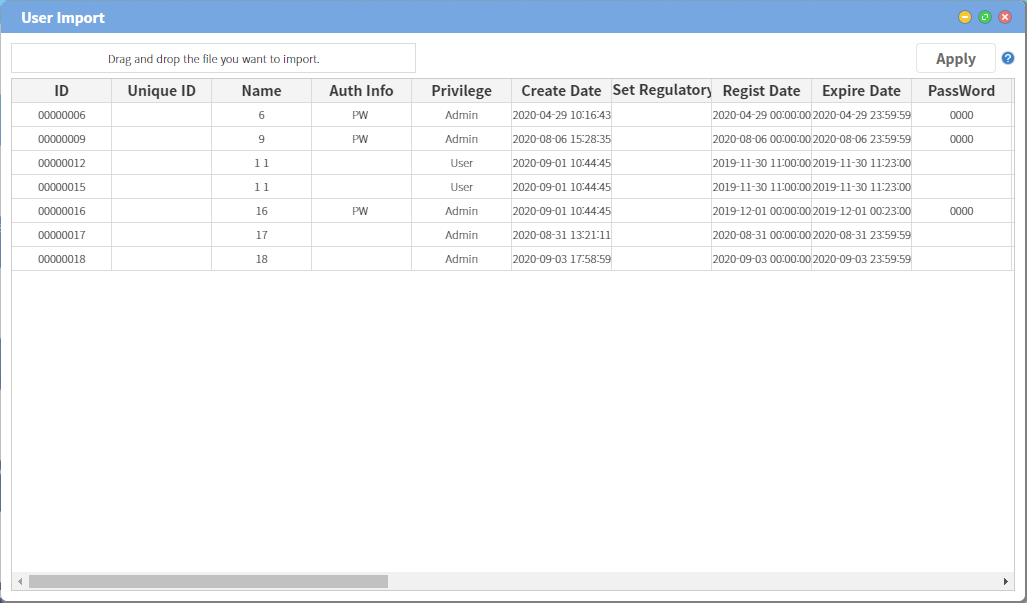 User Import
Drag and drop the file you want to import.
Apply
?
ID Unique ID Name Auth Info Privilege Create Date Set Regulatory Regist Date Expire Date PassWord
00000006 6 PW Admin 2020-04-29 10:16:43 2020-04-29 00:00:00 2020-04-29 23:59:59 0000
00000009 9 PW Admin 2020-08-06 15:28:35 2020-08-06 00:00:00 2020-08-06 23:59:59 0000
00000012 1 1 User 2020-09-01 10:44:45 2019-11-30 11:00:00 2019-11-30 11:23:00
00000015 1 1 User 2020-09-01 10:44:45 2019-11-30 11:00:00 2019-11-30 11:23:00
00000016 16 PW Admin 2020-09-01 10:44:45 2019-12-01 00:00:00 2019-12-01 00:23:00 0000
00000017 17 Admin 2020-08-31 13:21:11 2020-08-31 00:00:00 2020-08-31 23:59:59
00000018 18 Admin 2020-09-03 17:58:59 2020-09-03 00:00:00 2020-09-03 23:59:59